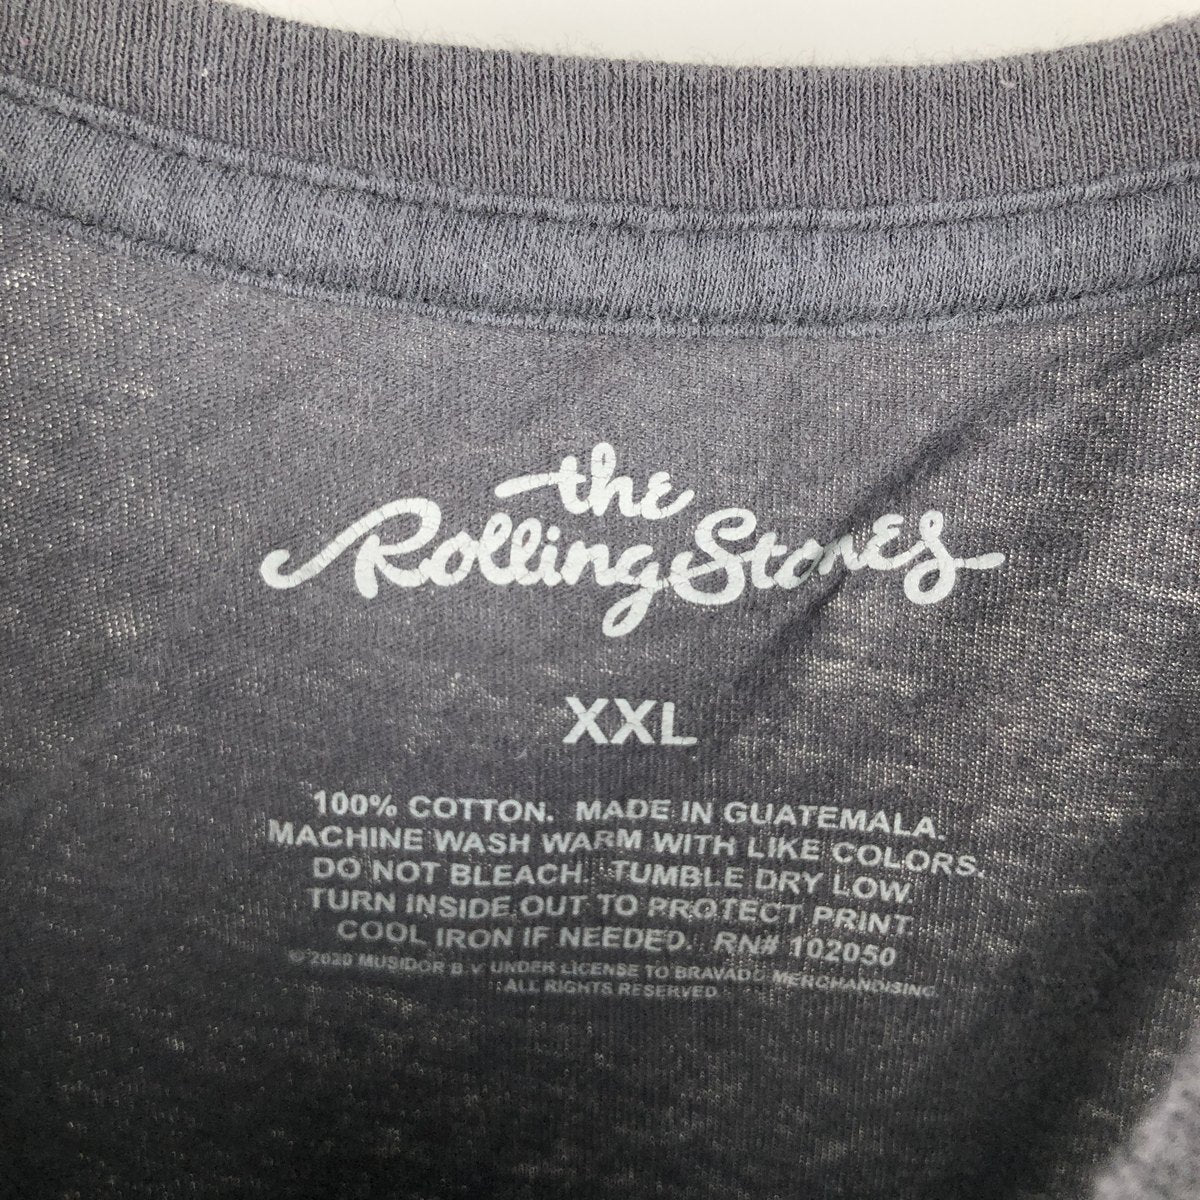 the
Rolling Stones
XXL
100% COTTON. MADE IN GUATEMALA.
MACHINE WASH WARM WITH LIKE COLORS.
DO NOT BLEACH. TUMBLE DRY LOW.
TURN INSIDE OUT TO PROTECT PRINT.
COOL IRON IF NEEDED. RN# 102050
© 2020 MUSIDOR B.V. UNDER LICENSE TO BRAVADO MERCHANDISING.
ALL RIGHTS RESERVED.